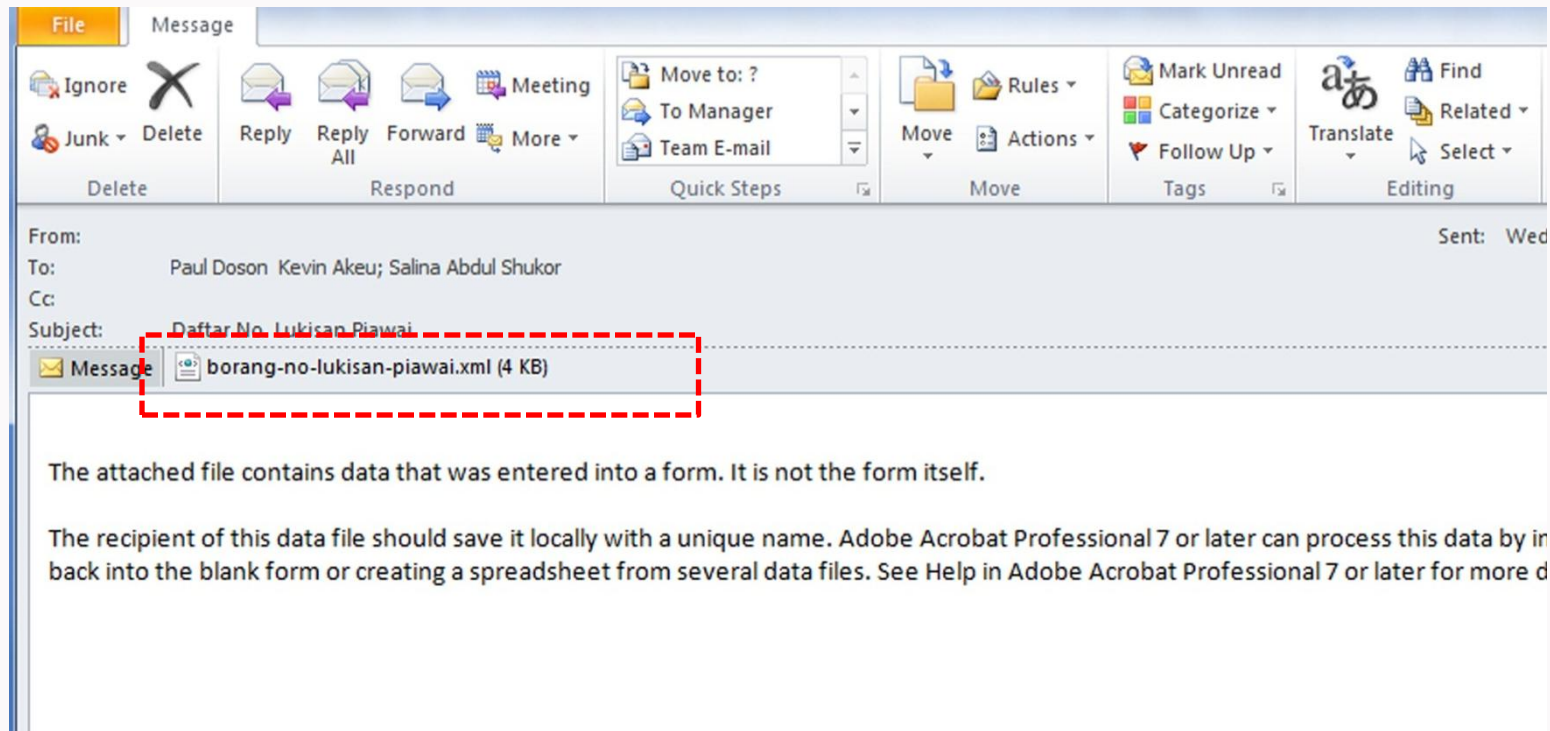 File Message
Ignore
Junk
Delete
Reply
Reply All
Forward
Meeting
More
Move to: ?
To Manager
Team E-mail
Move
Rules
Actions
Mark Unread
Categorize
Follow Up
Translate
Find
Related
Select
Delete Respond Quick Steps Move Tags Editing
From: Sent: Wed
To: Paul Doson Kevin Akeu; Salina Abdul Shukor
Cc:
Subject: Daftar No. Lukisan Piawai
Message borang-no-lukisan-piawai.xml (4 KB)
The attached file contains data that was entered into a form. It is not the form itself.
The recipient of this data file should save it locally with a unique name. Adobe Acrobat Professional 7 or later can process this data by in
back into the blank form or creating a spreadsheet from several data files. See Help in Adobe Acrobat Professional 7 or later for more d